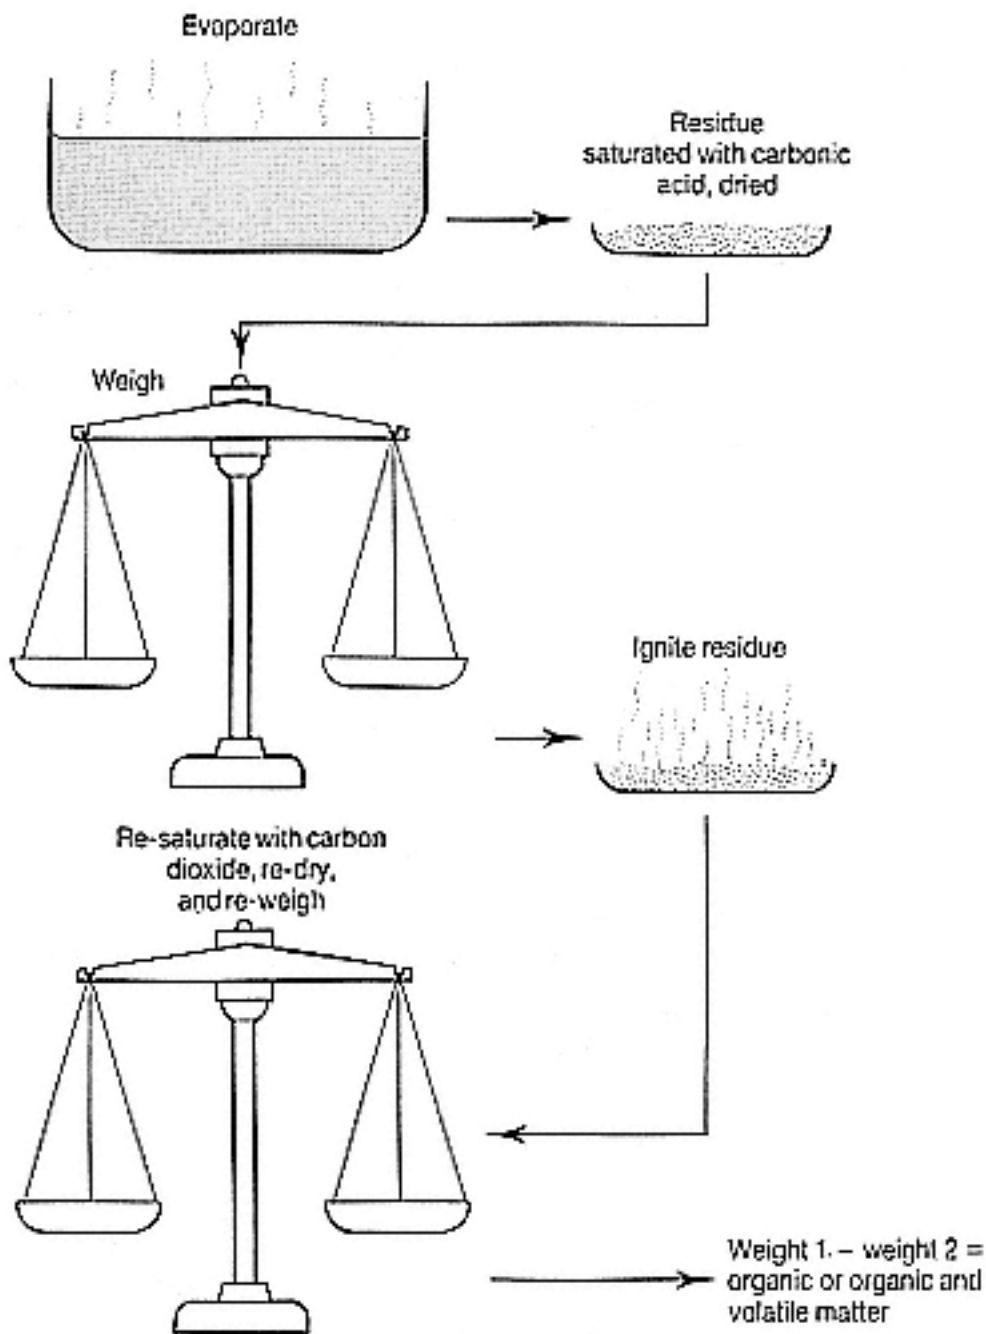 Evaporate
Residue
saturated with carbonic
acid, dried
Weigh
Ignite residue
Re-saturate with carbon
dioxide, re-dry,
and re-weigh
Weight 1. – weight 2 =
organic or organic and
volatile matter